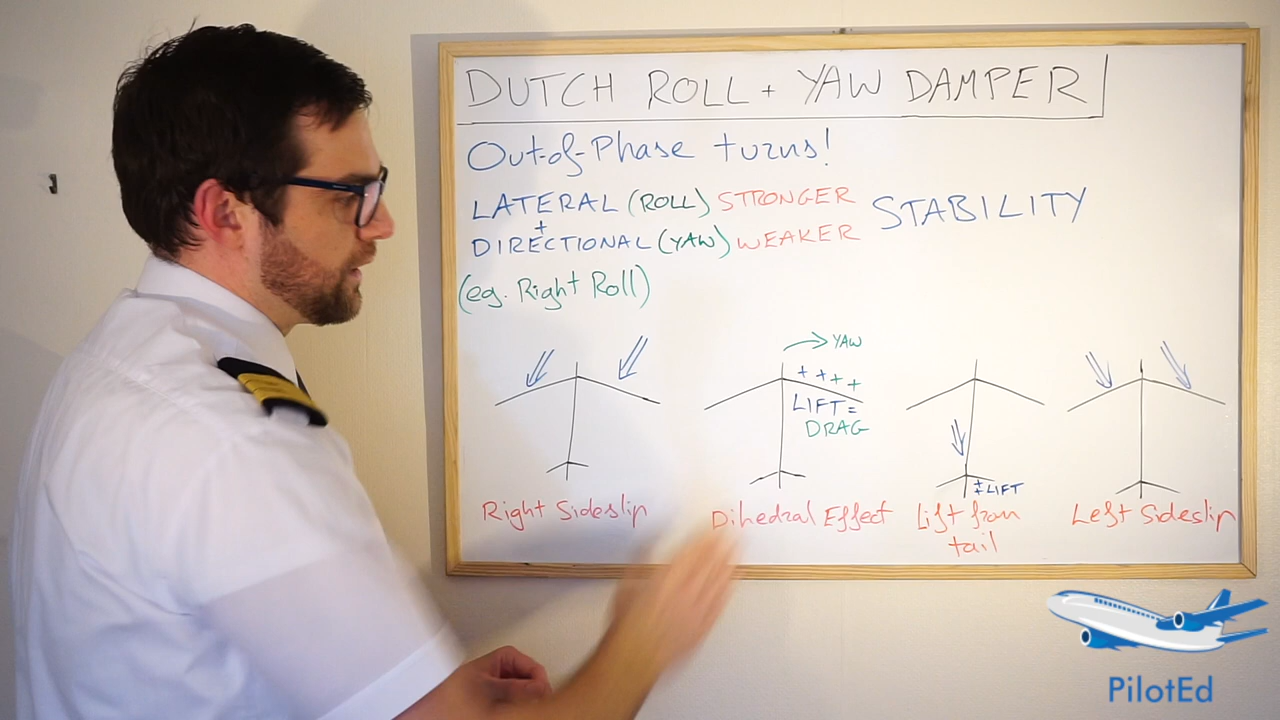 DUTCH ROLL + YAW DAMPER
Out-of-Phase turns!
LATERAL (ROLL) STRONGER
+
DIRECTIONAL (YAW) WEAKER
STABILITY
(eg. Right Roll)
YAW
+ + + +
LIFT =
DRAG
+ LIFT
Right Sideslip
Dihedral Effect
Lift from
tail
Left Sideslip
PilotEd